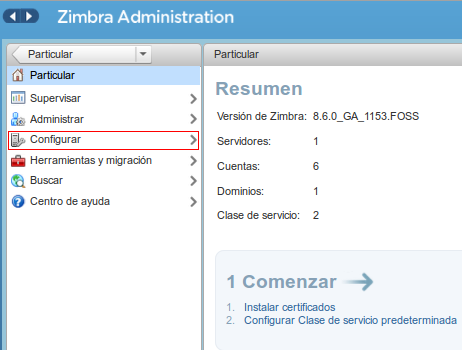 Zimbra Administration
Particular
Particular
Supervisar
Administrar
Configurar
Herramientas y migración
Buscar
Centro de ayuda
Particular
Resumen
Versión de Zimbra: 8.6.0_GA_1153.FOSS
Servidores: 1
Cuentas: 6
Dominios: 1
Clase de servicio: 2
1 Comenzar
1. Instalar certificados
2. Configurar Clase de servicio predeterminada